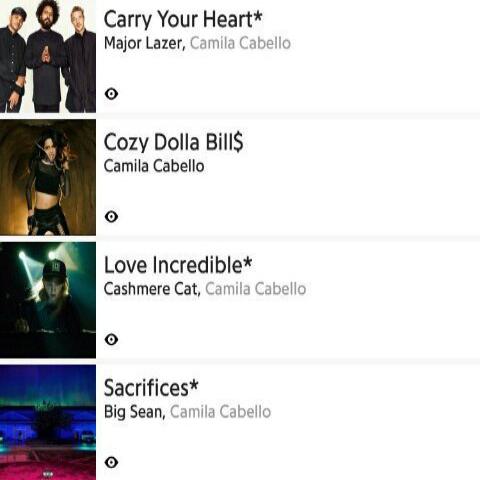 Carry Your Heart*
Major Lazer, Camila Cabello
Cozy Dolla Bill$
Camila Cabello
Love Incredible*
Cashmere Cat, Camila Cabello
Sacrifices*
Big Sean, Camila Cabello